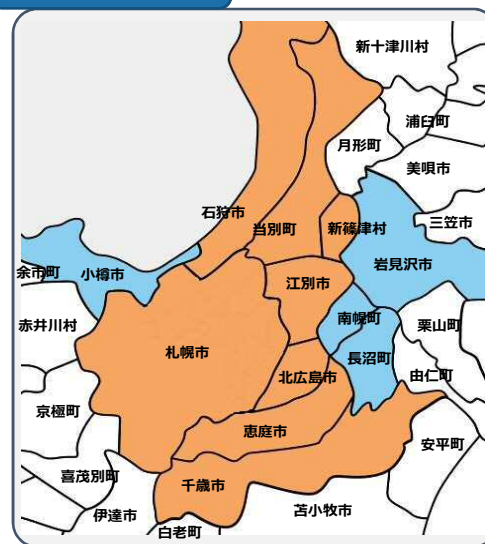 新十津川村
浦臼町
月形町
美唄市
石狩市
当別町
新篠津村
三笠市
岩見沢市
余市町
小樽市
江別市
南幌町
赤井川村
札幌市
栗山町
長沼町
北広島市
由仁町
京極町
恵庭市
安平町
喜茂別町
千歳市
伊達市
苫小牧市
白老町